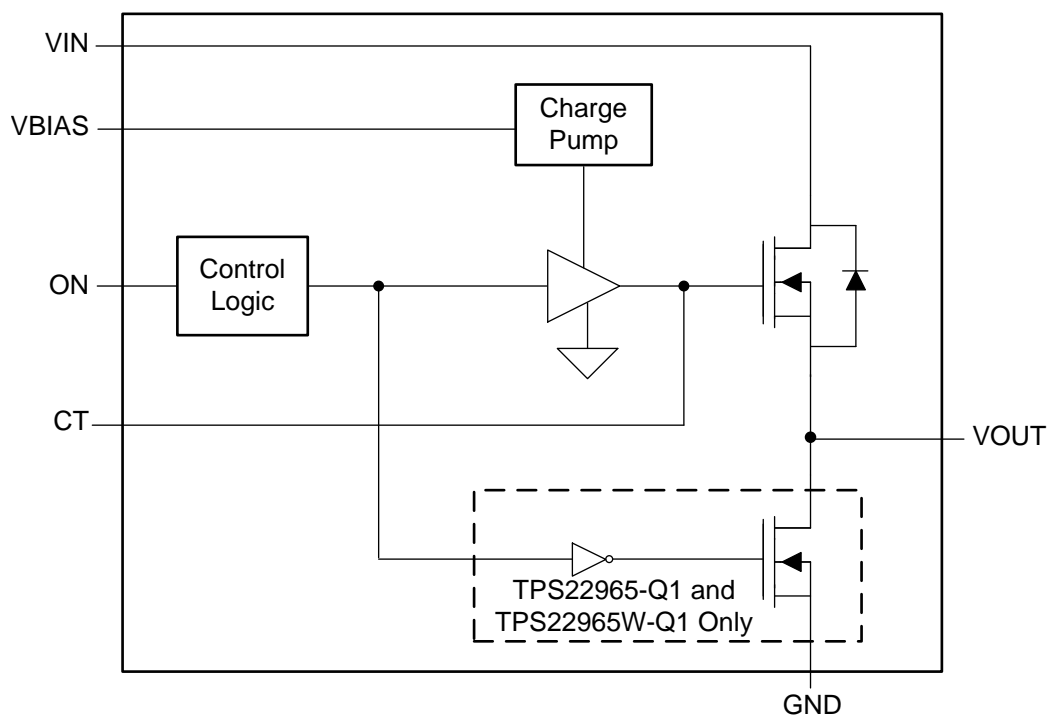 VIN
Charge
Pump
VBIAS
ON
Control
Logic
CT
VOUT
TPS22965-Q1 and
TPS22965W-Q1 Only
GND